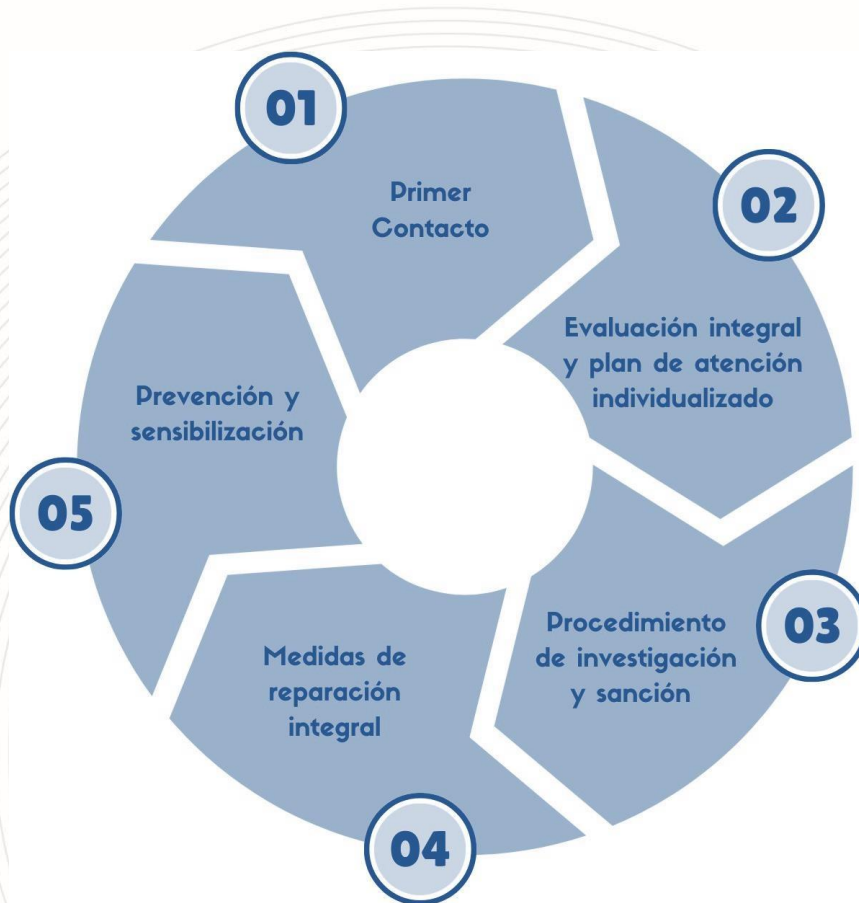 01
Primer
Contacto
02
Evaluación integral
y plan de atención
individualizado
03
Procedimiento
de investigación
y sanción
04
Medidas de
reparación
integral
05
Prevención y
sensibilización